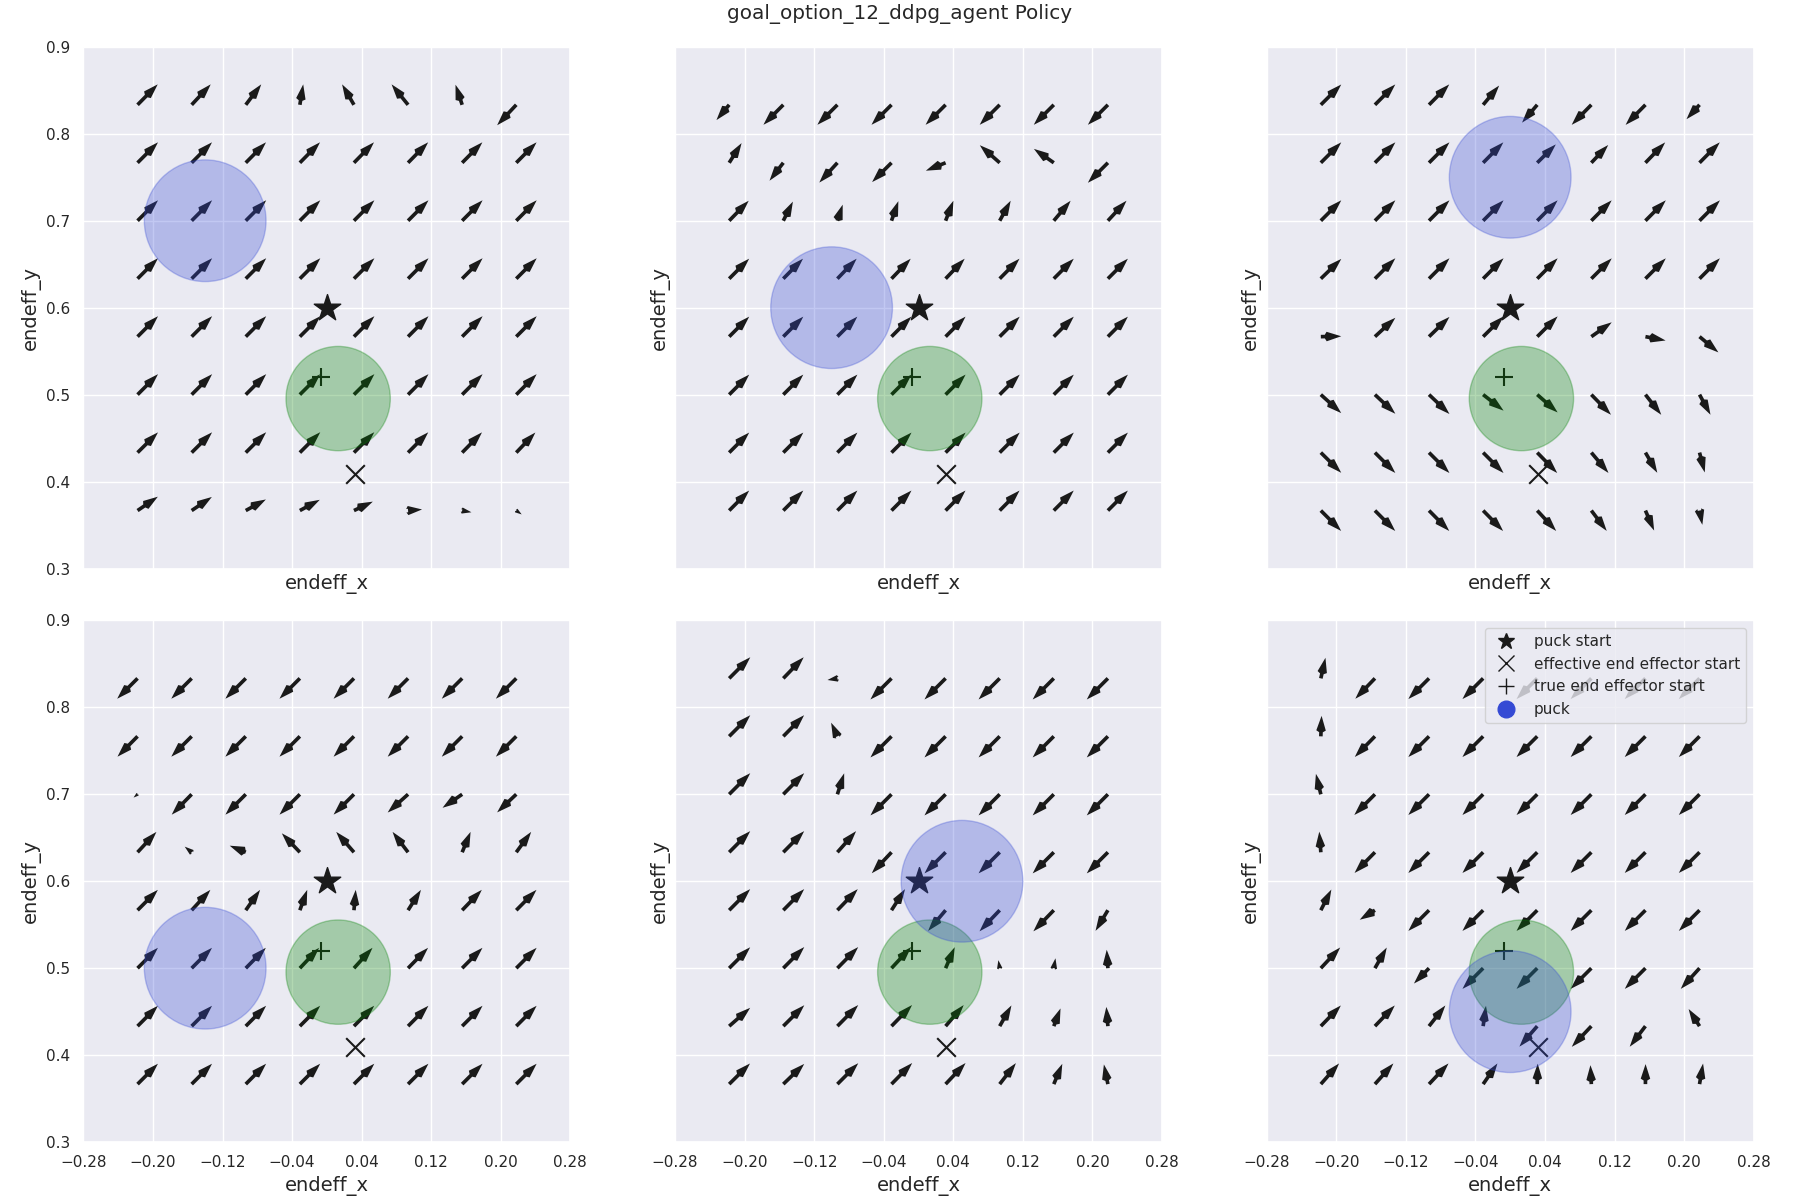 goal_option_12_ddpg_agent Policy
0.9
0.8
0.7
0.6
0.5
0.4
0.3
endeff_y
endeff_x
endeff_y
endeff_x
endeff_y
endeff_x
0.9
0.8
0.7
0.6
0.5
0.4
0.3
endeff_y
−0.28 −0.20 −0.12 −0.04 0.04 0.12 0.20 0.28
endeff_x
endeff_y
−0.28 −0.20 −0.12 −0.04 0.04 0.12 0.20 0.28
endeff_x
puck start
effective end effector start
true end effector start
puck
endeff_y
−0.28 −0.20 −0.12 −0.04 0.04 0.12 0.20 0.28
endeff_x